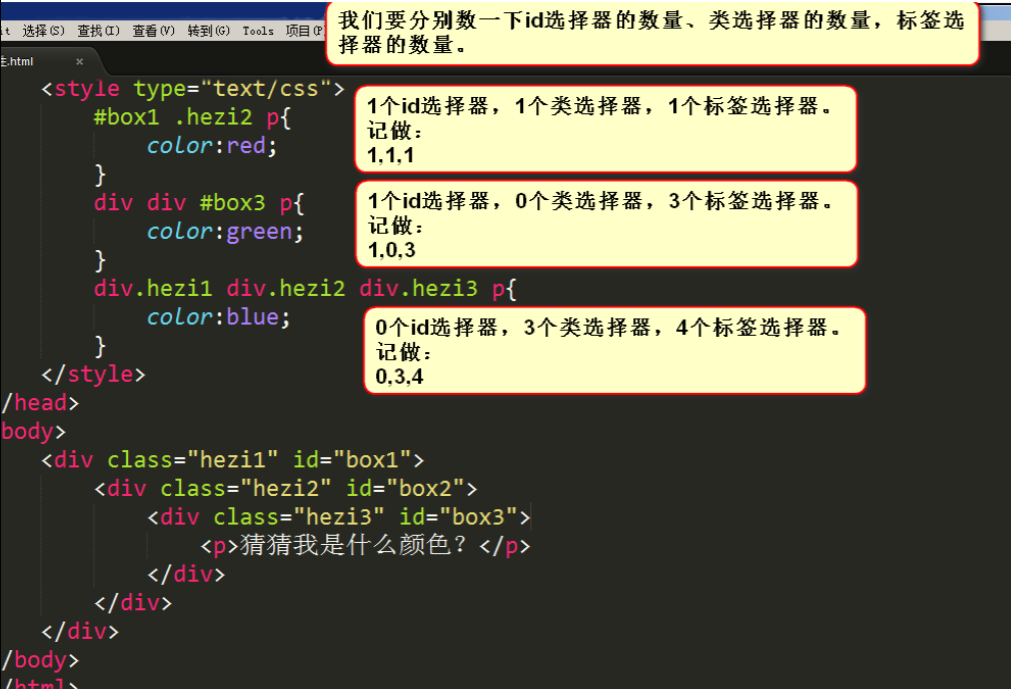 我们要分别数一下id选择器的数量、类选择器的数量，标签选
择器的数量。
it 选择(S) 查找(I) 查看(V) 转到(G) Tools 项目(P
.html ×
<style type="text/css">
#box1 .hezi2 p{
color:red;
}
1个id选择器，1个类选择器，1个标签选择器。
记做：
1,1,1
div div #box3 p{
color:green;
}
1个id选择器，0个类选择器，3个标签选择器。
记做：
1,0,3
div.hezi1 div.hezi2 div.hezi3 p{
color:blue;
}
0个id选择器，3个类选择器，4个标签选择器。
记做：
0,3,4
</style>
/head>
body>
<div class="hezi1" id="box1">
<div class="hezi2" id="box2">
<div class="hezi3" id="box3">
<p>猜猜我是什么颜色？</p>
</div>
</div>
</div>
/body>
/html>